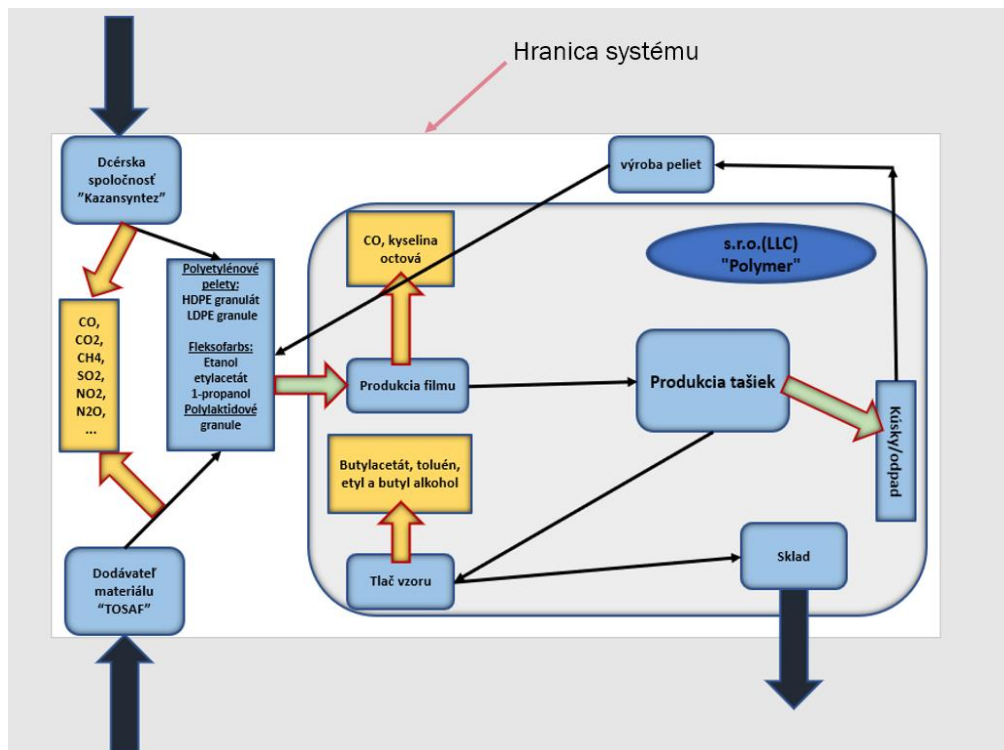 Hranica systému
Dcérska
spoločnosť
"Kazansyntez"
výroba peliet
CO, kyselina
octová
s.r.o.(LLC)
"Polymer"
Polyetylénové
pelety:
HDPE granulát
LDPE granule
Fleksofarbs:
Etanol
etylacetát
1-propanol
Polylaktidové
granule
CO,
CO2,
CH4,
SO2,
NO2,
N2O,
...
Produkcia filmu
Produkcia tašiek
Kúsky/odpad
Butylacetát, toluén,
etyl a butyl alkohol
Tlač vzoru
Sklad
Dodávateľ
materiálu
“TOSAF”